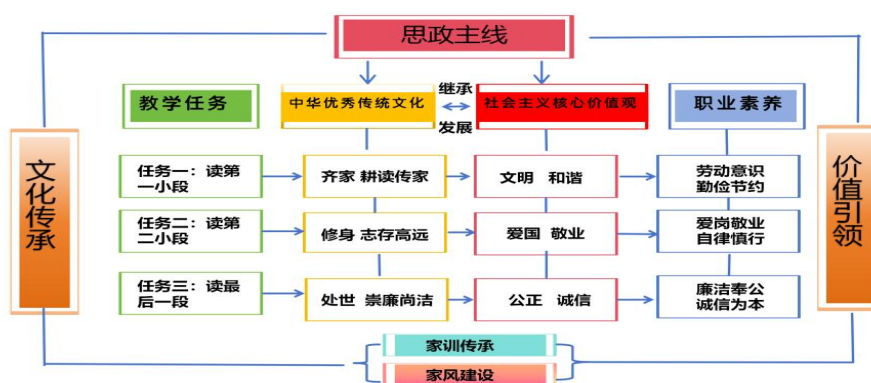 思政主线
教学任务
中华优秀传统文化
继承
发展
社会主义核心价值观
职业素养
文化传承
价值引领
任务一：读第
一小段
齐家 耕读传家
文明 和谐
劳动意识
勤俭节约
任务二：读第
二小段
修身 志存高远
爱国 敬业
爱岗敬业
自律慎行
任务三：读最
后一段
处世 崇廉尚洁
公正 诚信
廉洁奉公
诚信为本
家训传承
家风建设